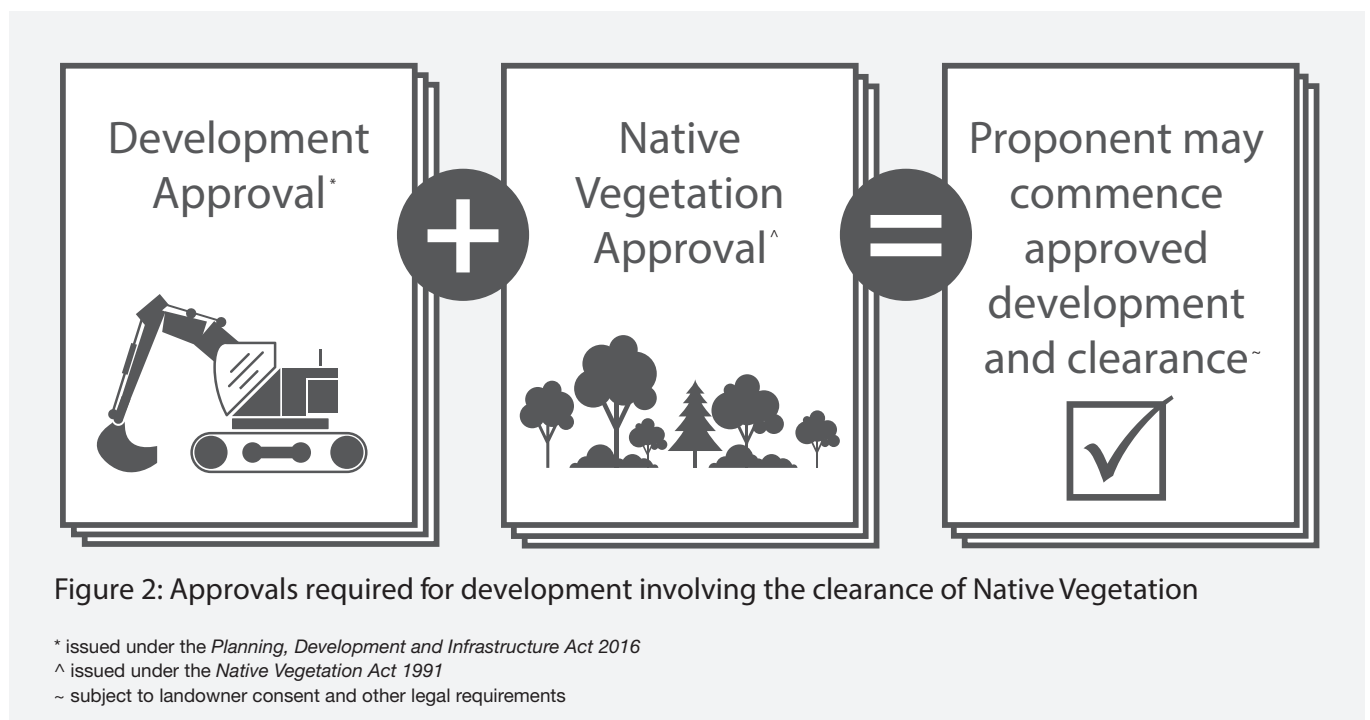 Development
Approval*
Native
Vegetation
Approval^
Proponent may
commence
approved
development
and clearance~
Figure 2: Approvals required for development involving the clearance of Native Vegetation
* issued under the Planning, Development and Infrastructure Act 2016
^ issued under the Native Vegetation Act 1991
~ subject to landowner consent and other legal requirements